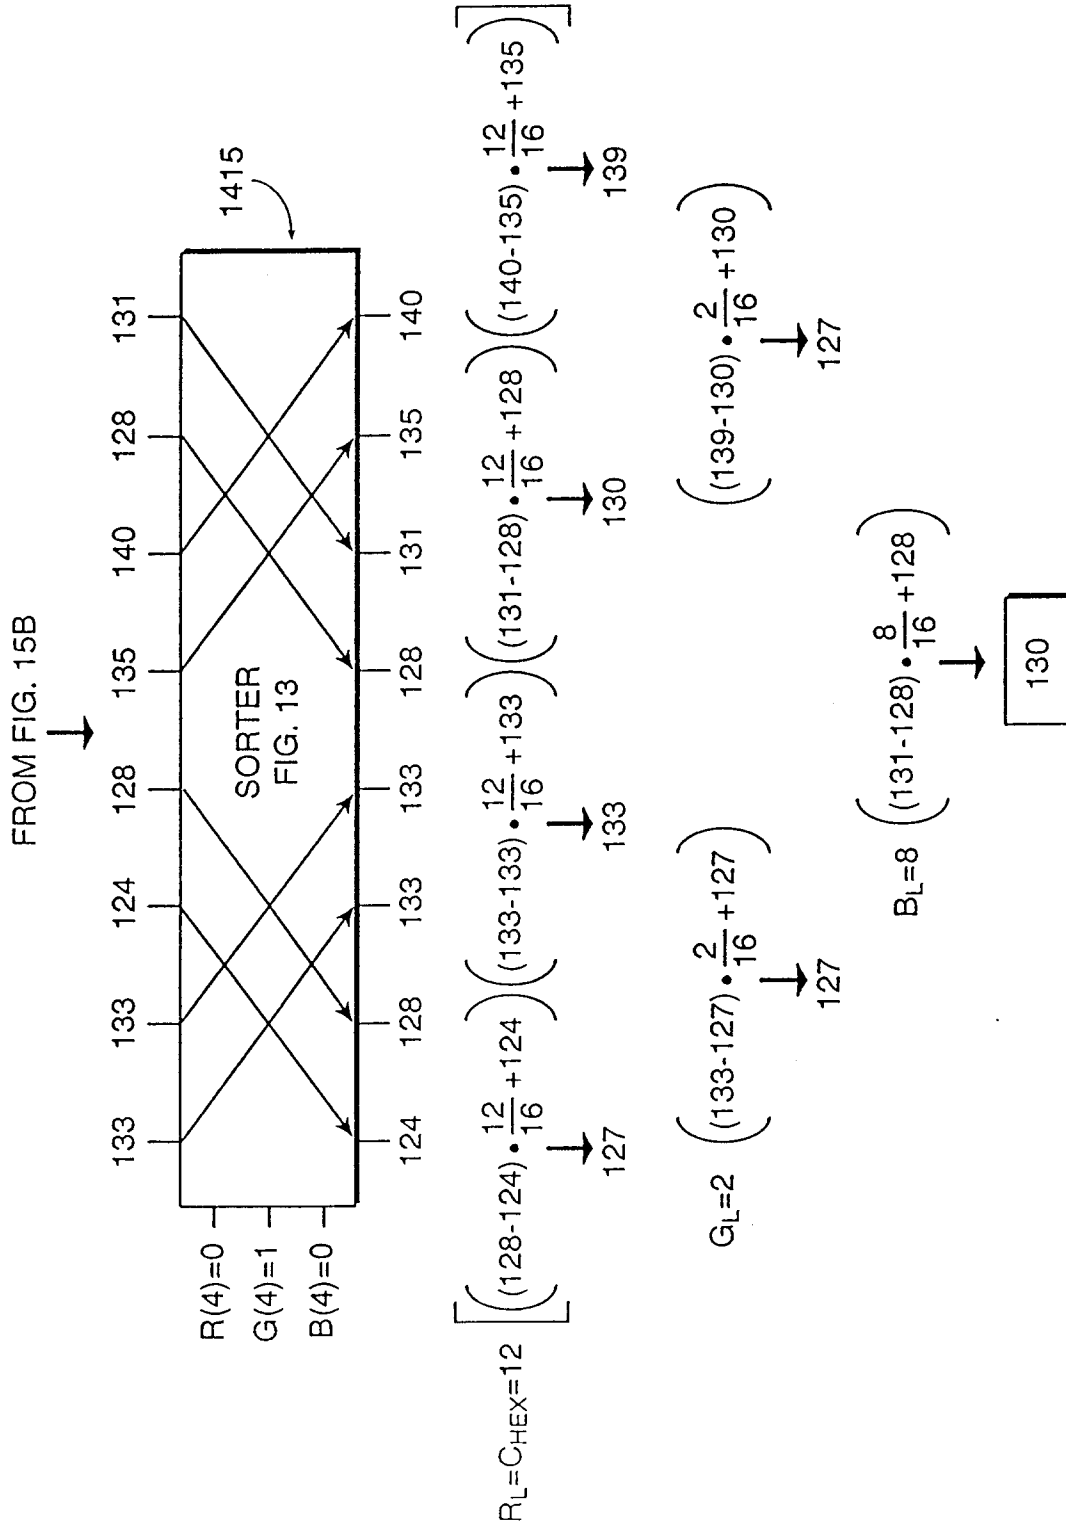 FROM FIG. 15B
133 133 124 128 135 140 128 131
1415
R(4)=0
G(4)=1
B(4)=0
SORTER
FIG. 13
124 128 133 133 128 131 135 140
R_L=C_HEX=12 [((128-124)•12/16+124) ((133-133)•12/16+133) ((131-128)•12/16+128) ((140-135)•12/16+135)]
127 133 130 139
G_L=2 ((133-127)•2/16+127) ((139-130)•2/16+130)
127 127
B_L=8 ((131-128)•8/16+128)
130